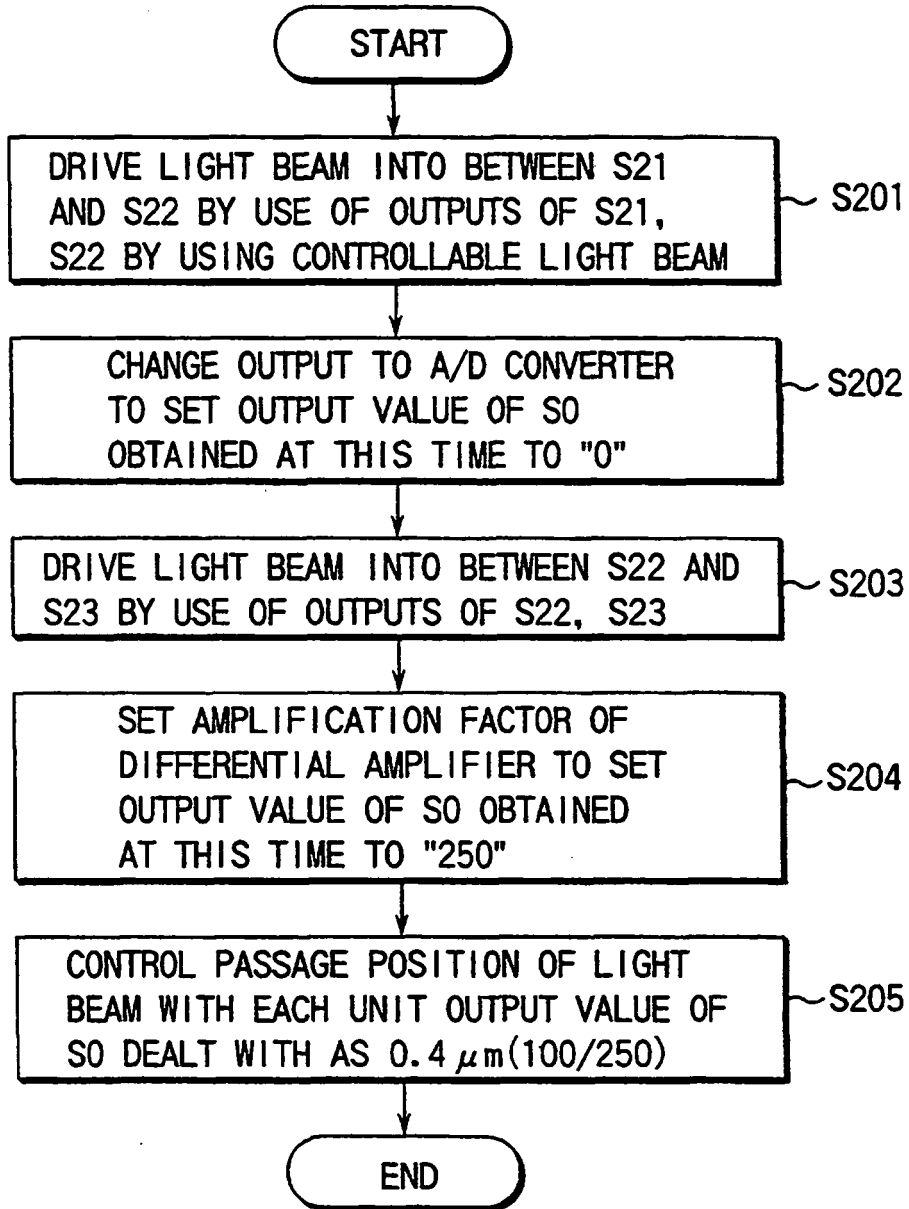 START
DRIVE LIGHT BEAM INTO BETWEEN S21
AND S22 BY USE OF OUTPUTS OF S21,
S22 BY USING CONTROLLABLE LIGHT BEAM
S201
CHANGE OUTPUT TO A/D CONVERTER
TO SET OUTPUT VALUE OF SO
OBTAINED AT THIS TIME TO "0"
S202
DRIVE LIGHT BEAM INTO BETWEEN S22 AND
S23 BY USE OF OUTPUTS OF S22, S23
S203
SET AMPLIFICATION FACTOR OF
DIFFERENTIAL AMPLIFIER TO SET
OUTPUT VALUE OF SO OBTAINED
AT THIS TIME TO "250"
S204
CONTROL PASSAGE POSITION OF LIGHT
BEAM WITH EACH UNIT OUTPUT VALUE OF
SO DEALT WITH AS 0.4 μm(100/250)
S205
END